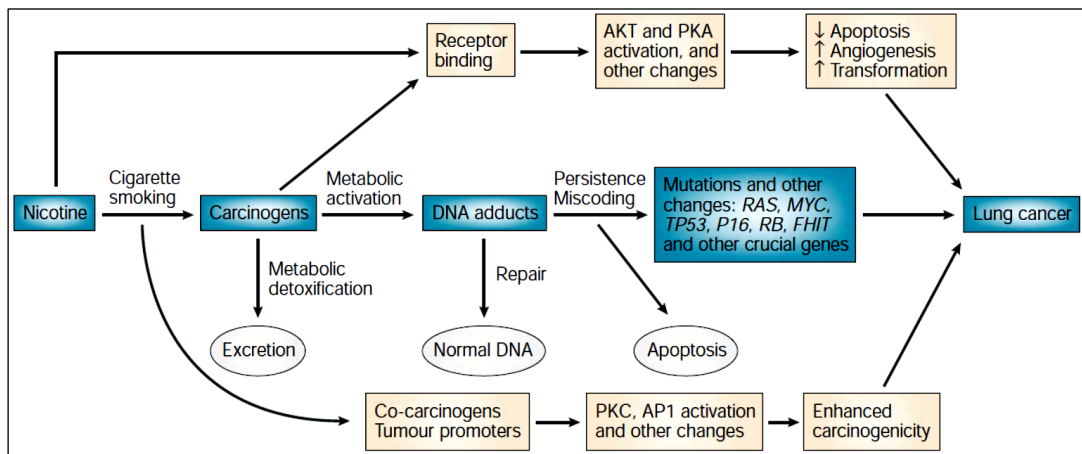 Receptor
binding
AKT and PKA
activation, and
other changes
↓ Apoptosis
↑ Angiogenesis
↑ Transformation
Nicotine
Cigarette
smoking
Carcinogens
Metabolic
activation
DNA adducts
Persistence
Miscoding
Mutations and other
changes: RAS, MYC,
TP53, P16, RB, FHIT
and other crucial genes
Lung cancer
Metabolic
detoxification
Repair
Excretion
Normal DNA
Apoptosis
Co-carcinogens
Tumour promoters
PKC, AP1 activation
and other changes
Enhanced
carcinogenicity